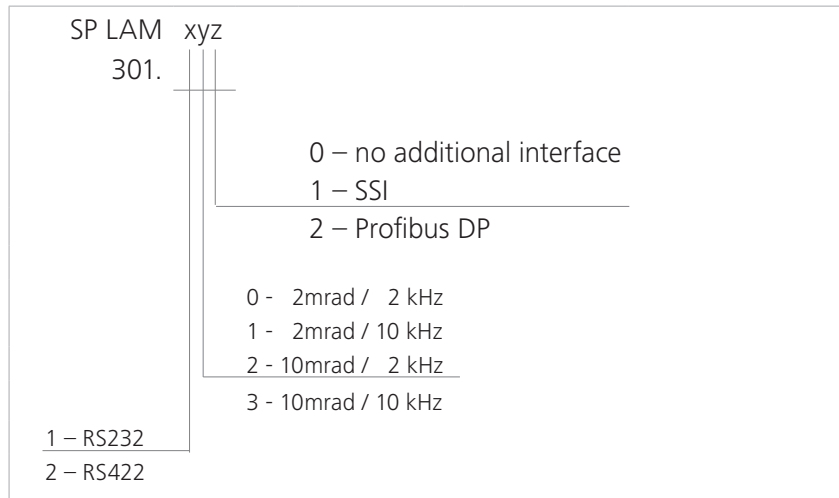 SP LAM xyz
301.
0 – no additional interface
1 – SSI
2 – Profibus DP
0 - 2mrad / 2 kHz
1 - 2mrad / 10 kHz
2 - 10mrad / 2 kHz
3 - 10mrad / 10 kHz
1 – RS232
2 – RS422